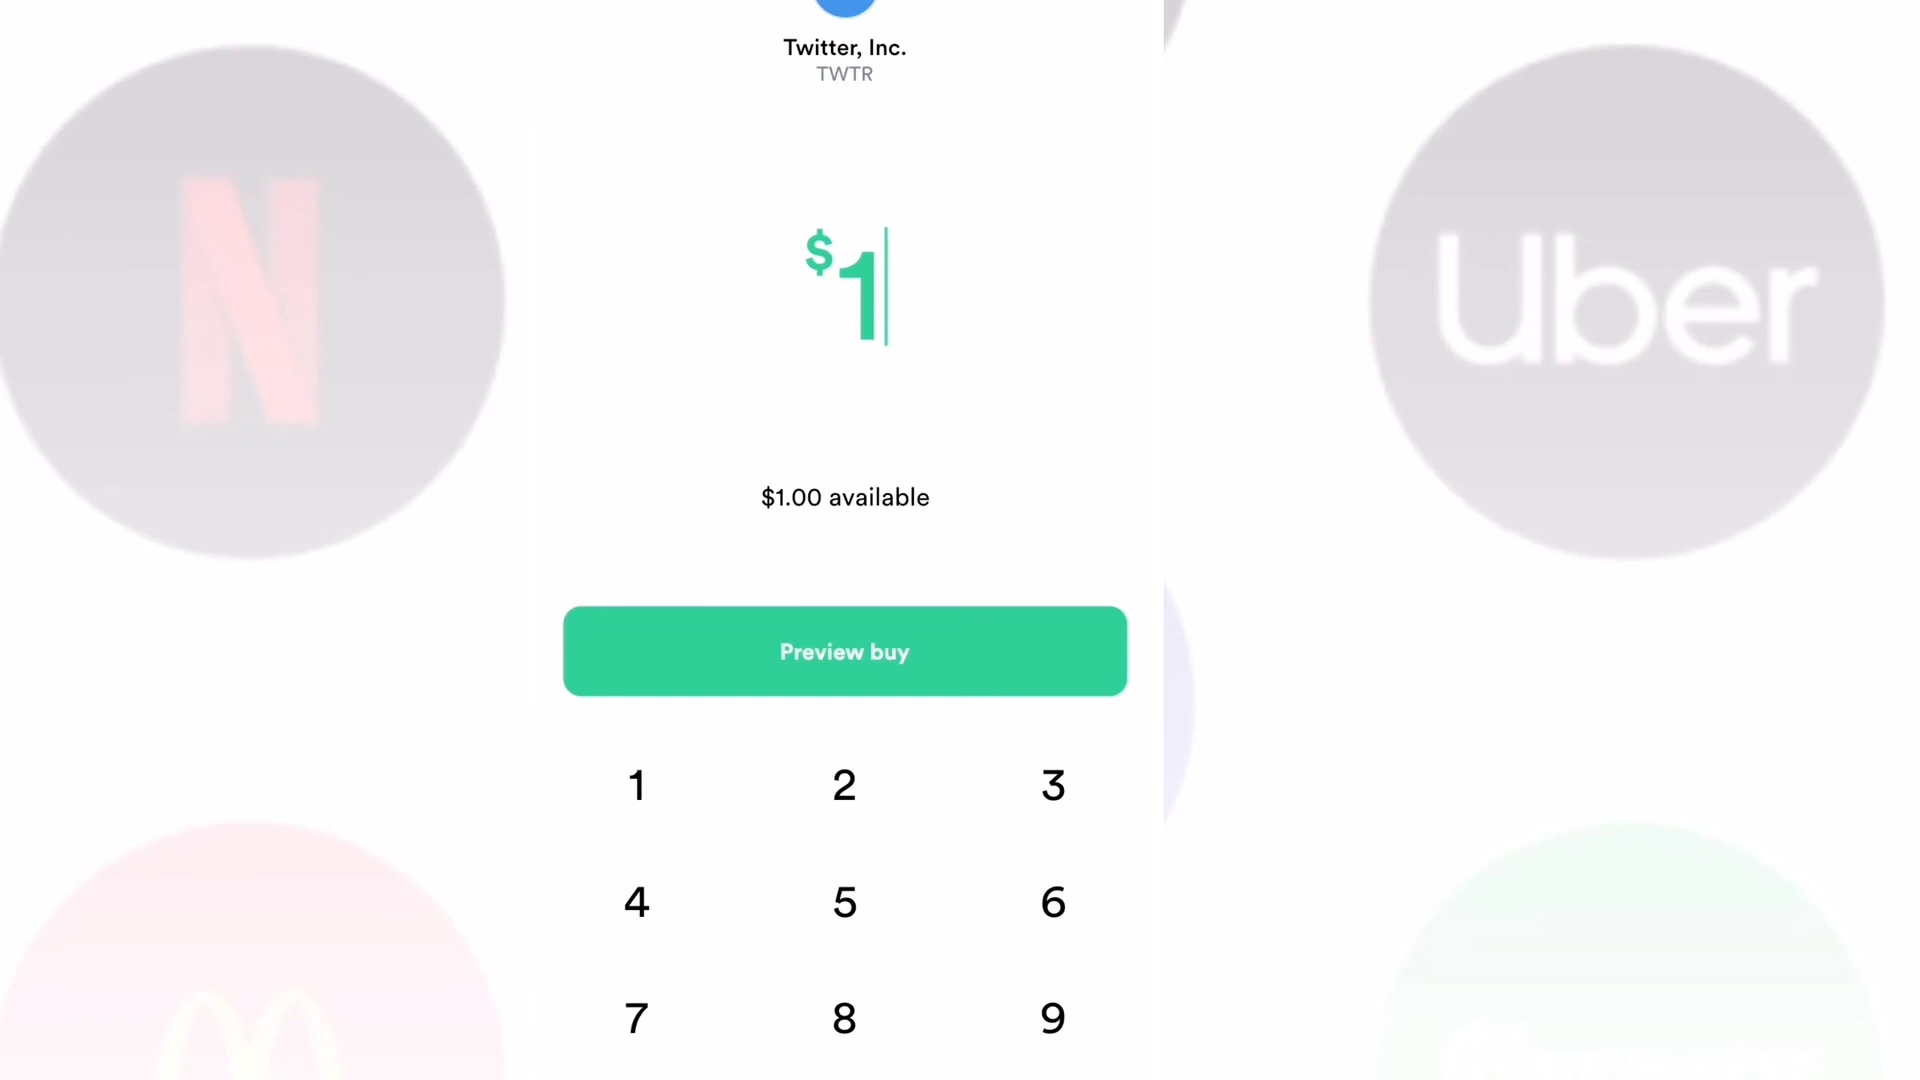 Twitter, Inc.
TWTR
$1
N
Uber
$1.00 available
Preview buy
1 2 3
4 5 6
7 8 9